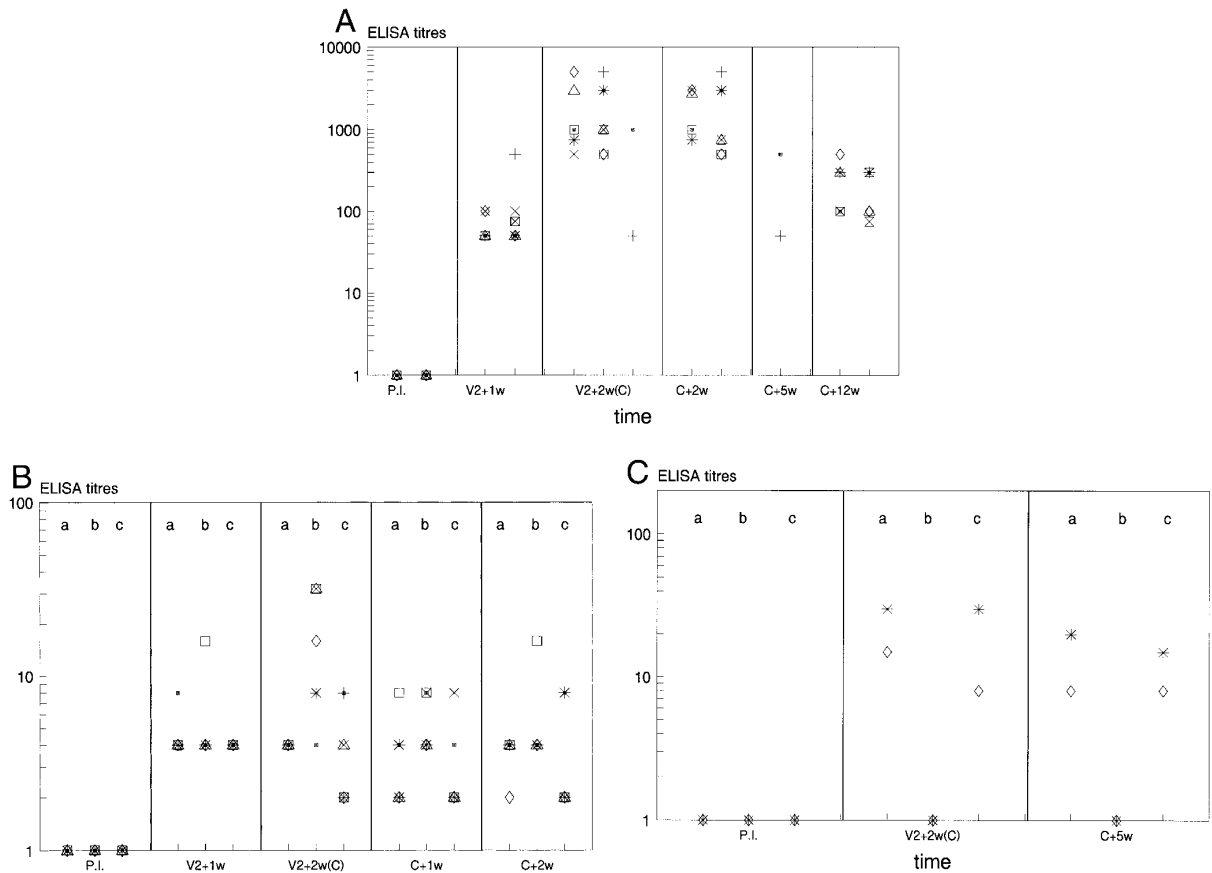 A
ELISA titres
10000
1000
100
10
1
P.I. V2+1w V2+2w(C) C+2w C+5w C+12w
time
B
ELISA titres
100
a b c a b c a b c a b c a b c
10
1
P.I. V2+1w V2+2w(C) C+1w C+2w
C
ELISA titres
a b c a b c a b c
100
10
1
P.I. V2+2w(C) C+5w
time